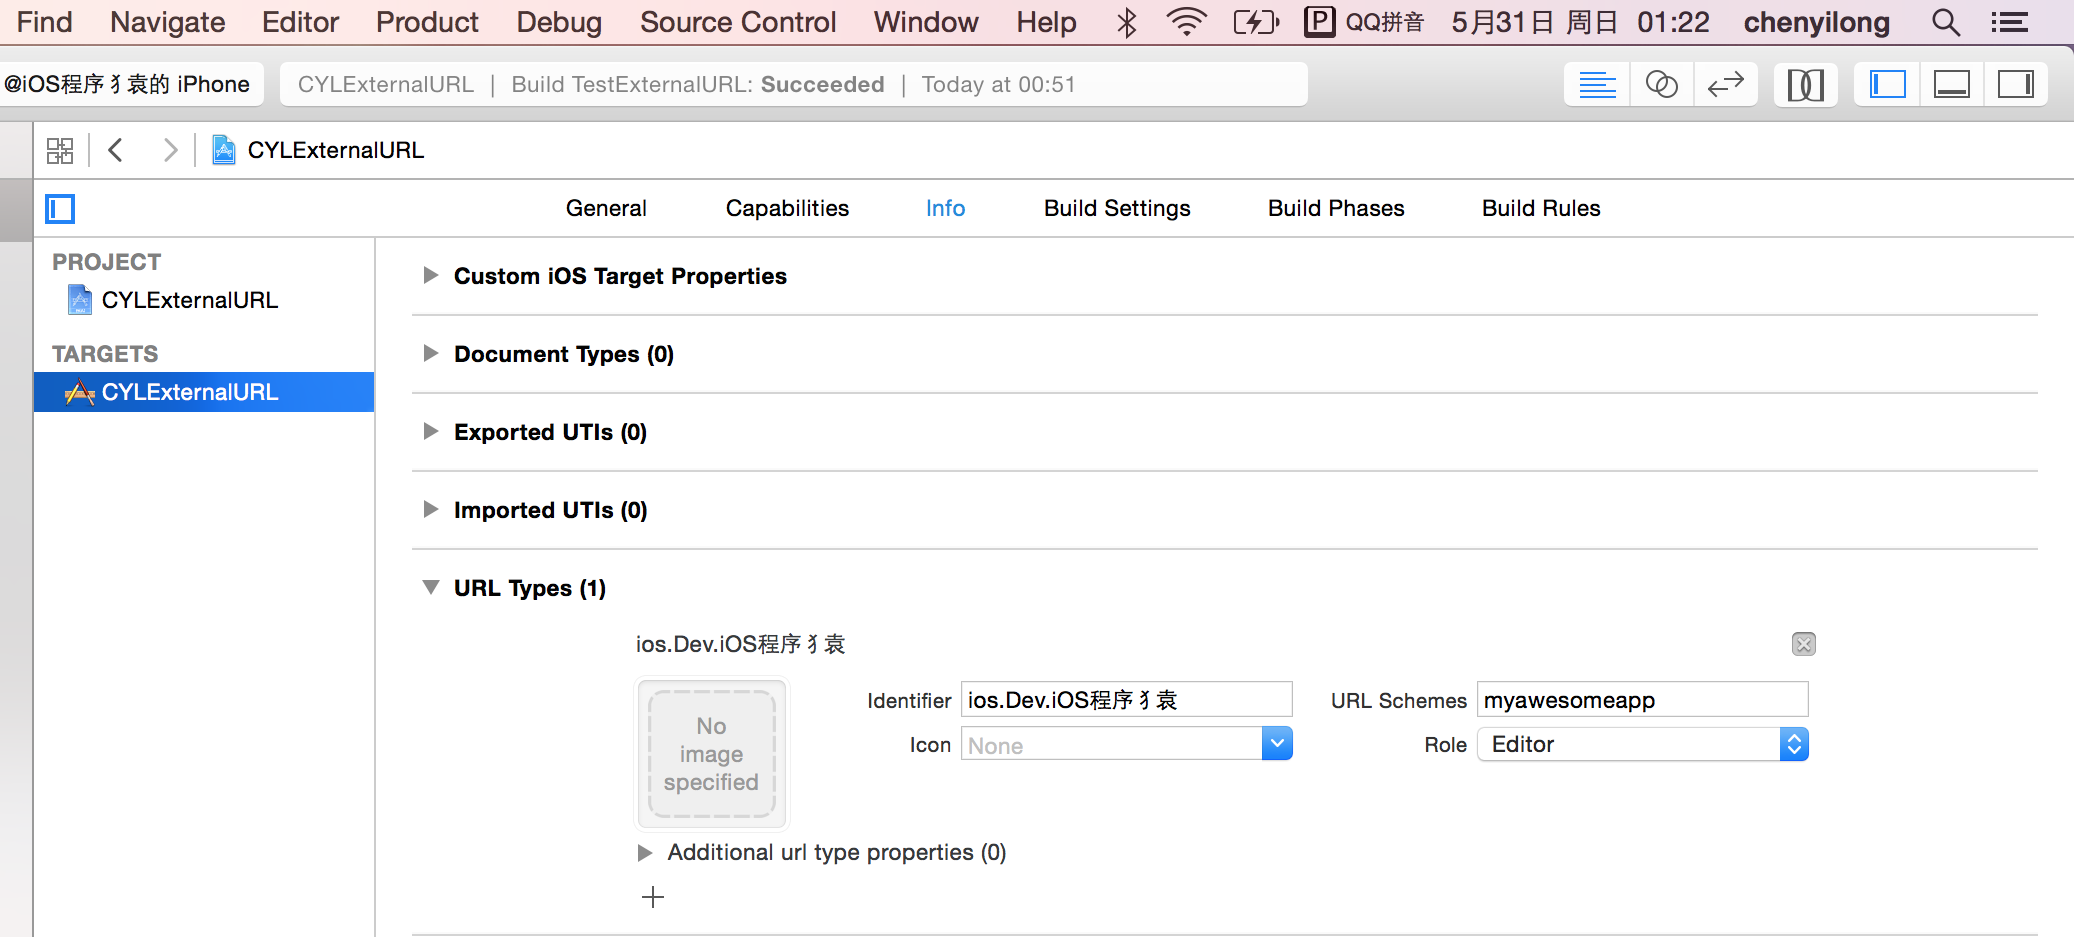 Find Navigate Editor Product Debug Source Control Window Help P QQ拼音 5月31日 周日 01:22 chenyilong
@iOS程序犭袁的 iPhone CYLExternalURL | Build TestExternalURL: Succeeded | Today at 00:51
CYLExternalURL
General Capabilities Info Build Settings Build Phases Build Rules
PROJECT
CYLExternalURL
TARGETS
CYLExternalURL
Custom iOS Target Properties
Document Types (0)
Exported UTIs (0)
Imported UTIs (0)
URL Types (1)
ios.Dev.iOS程序犭袁
No
image
specified
Identifier ios.Dev.iOS程序犭袁 URL Schemes myawesomeapp
Icon None Role Editor
Additional url type properties (0)